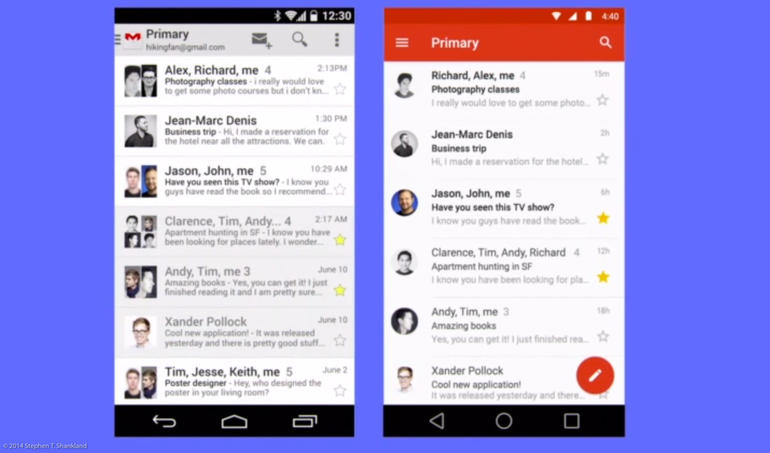 12:30
Primary
hikingfan@gmail.com
Alex, Richard, me 4 2:13PM
Photography classes - i really would love
to get some photo courses but i don't kn...
Jean-Marc Denis 1:30 PM
Business trip - Hi, I made a reservation for
the hotel near all the attractions. We can.
Jason, John, me 5 10:29 AM
Have you seen this TV show? - I know you
guys have read the book so I recommend...
Clarence, Tim, Andy... 4 2:17 AM
Apartment hunting in SF - I know you have
been looking for places lately. I wonder...
Andy, Tim, me 3 June 10
Amazing books - Yes, you can get it! I just
finished reading it and I am pretty sure...
Xander Pollock June 10
Cool new application! - It was released
yesterday and there is pretty good stuff...
Tim, Jesse, Keith, me 5 June 2
Poster designer - Hey, who designed the
poster in your living room?
4:40
Primary
Richard, Alex, me 4 15m
Photography classes
I really would love to get some photo...
Jean-Marc Denis 2h
Business trip
Hi, I made a reservation for the hotel...
Jason, John, me 5 6h
Have you seen this TV show?
I know you guys have read the book...
Clarence, Tim, Andy, Richard 4 12h
Apartment hunting in SF
I know you have been looking for pla...
Andy, Tim, me 3 18h
Amazing books
Yes, you can get it! I just finished rea...
Xander Pollock
Cool new application!
It was released yesterday and there...
© 2014 Stephen T. Shankland